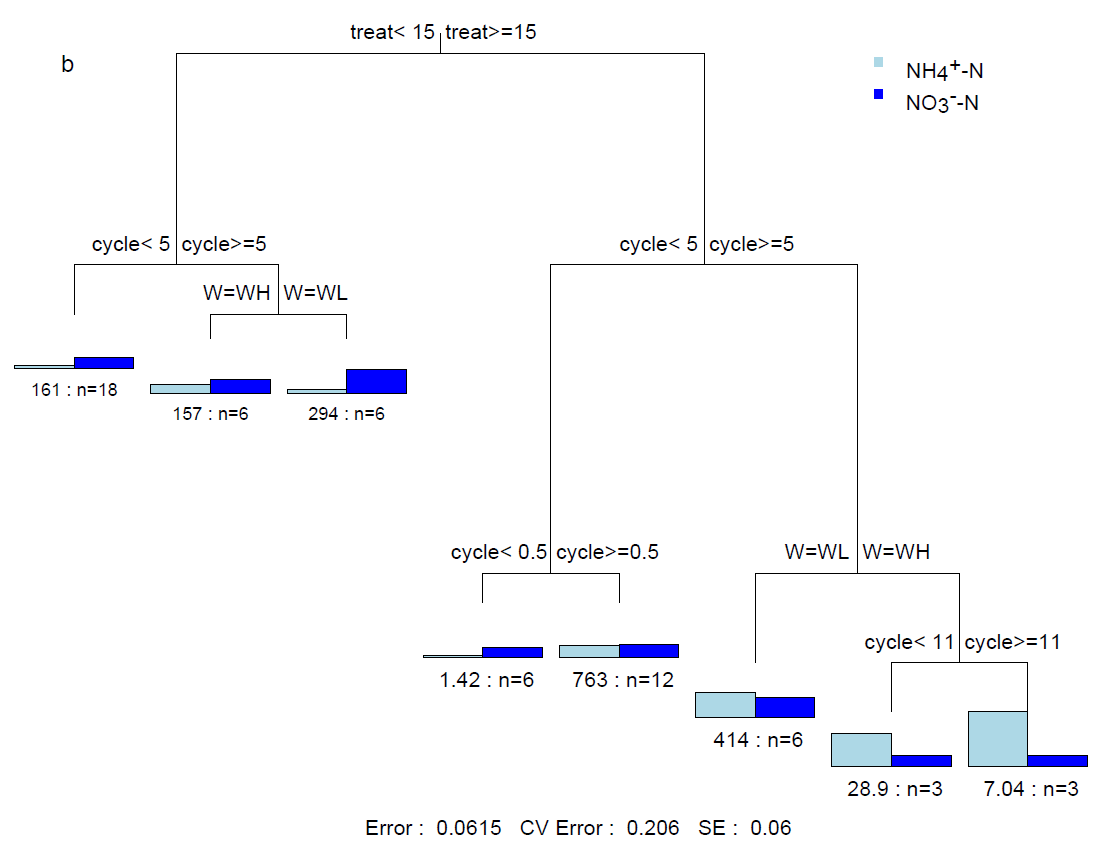 treat< 15 treat>=15
b
NH4+-N
NO3--N
cycle< 5 cycle>=5
cycle< 5 cycle>=5
W=WH W=WL
161 : n=18
157 : n=6
294 : n=6
cycle< 0.5 cycle>=0.5
W=WL W=WH
cycle< 11 cycle>=11
1.42 : n=6
763 : n=12
414 : n=6
28.9 : n=3
7.04 : n=3
Error : 0.0615 CV Error : 0.206 SE : 0.06